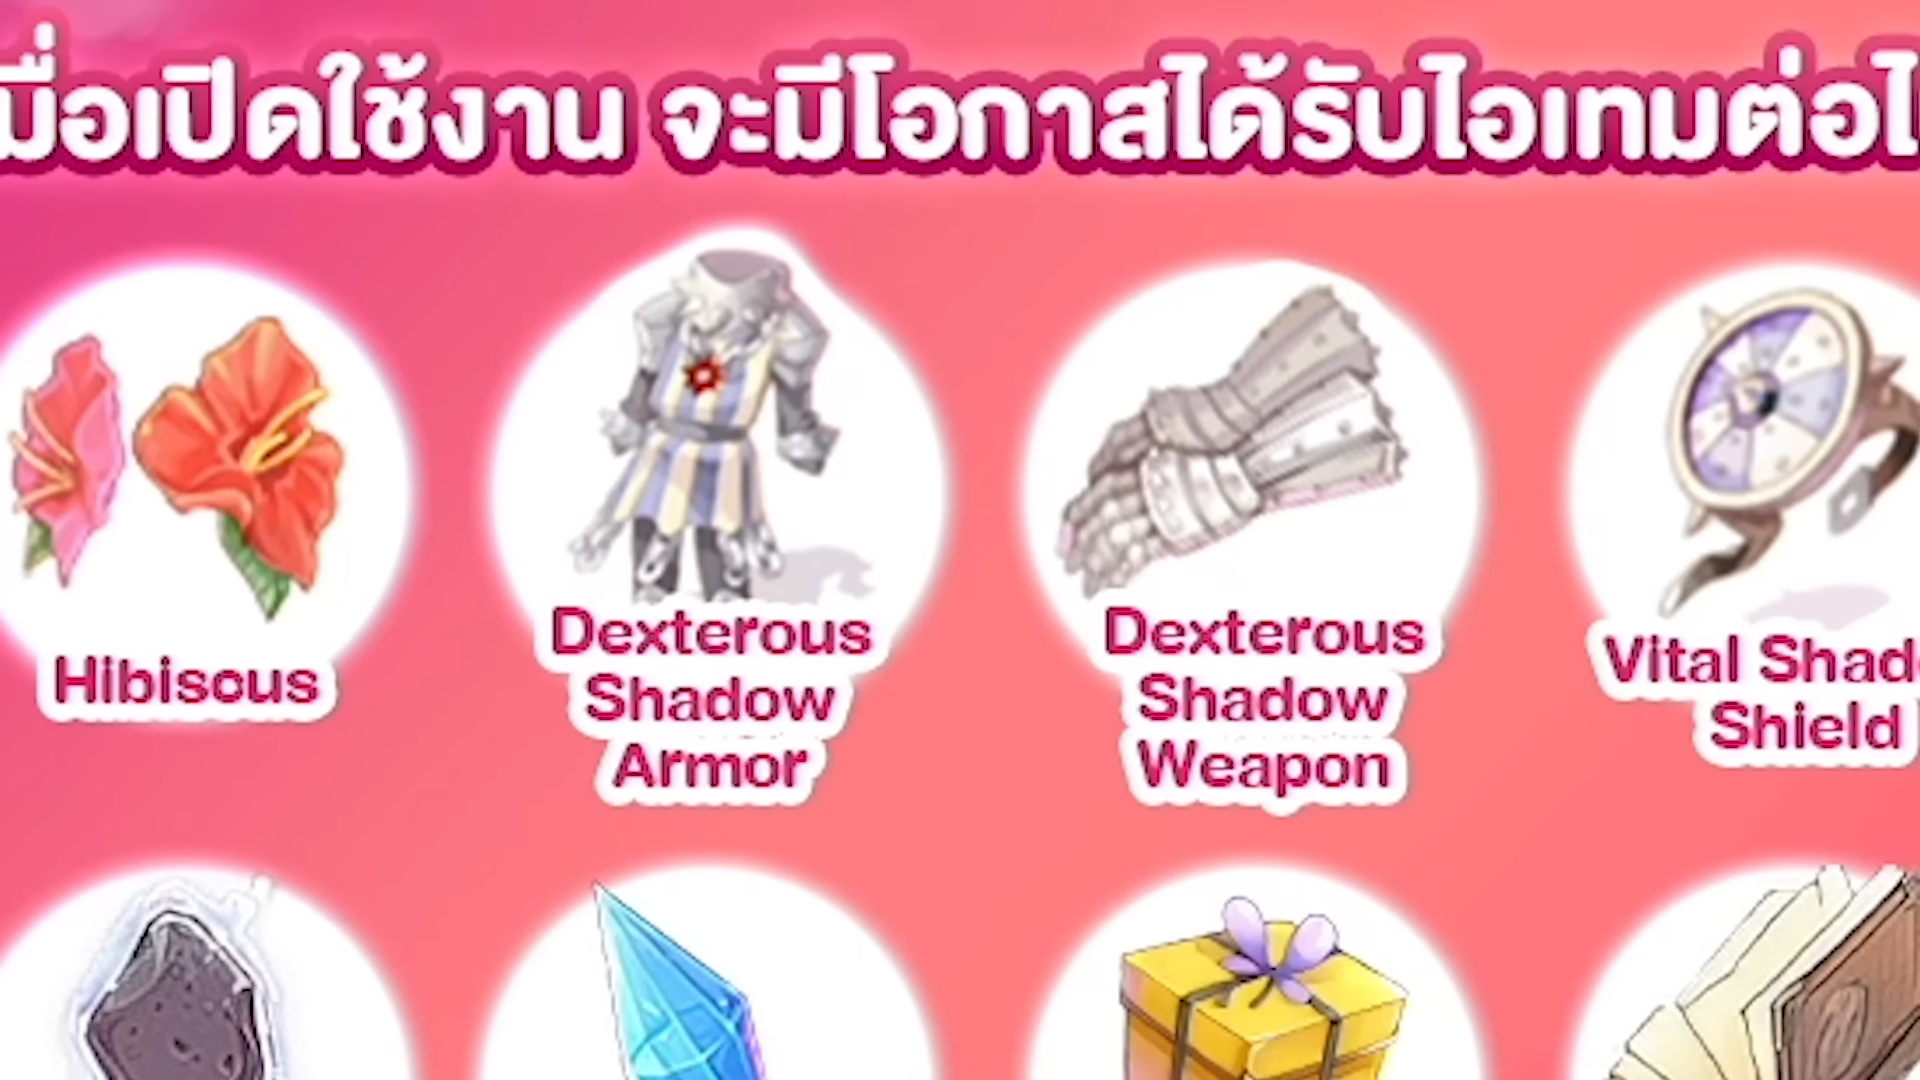 มื่อเปิดใช้งาน จะมีโอกาสได้รับไอเทมต่อไ
Hibiscus
Dexterous
Shadow
Armor
Dexterous
Shadow
Weapon
Vital Shad
Shield